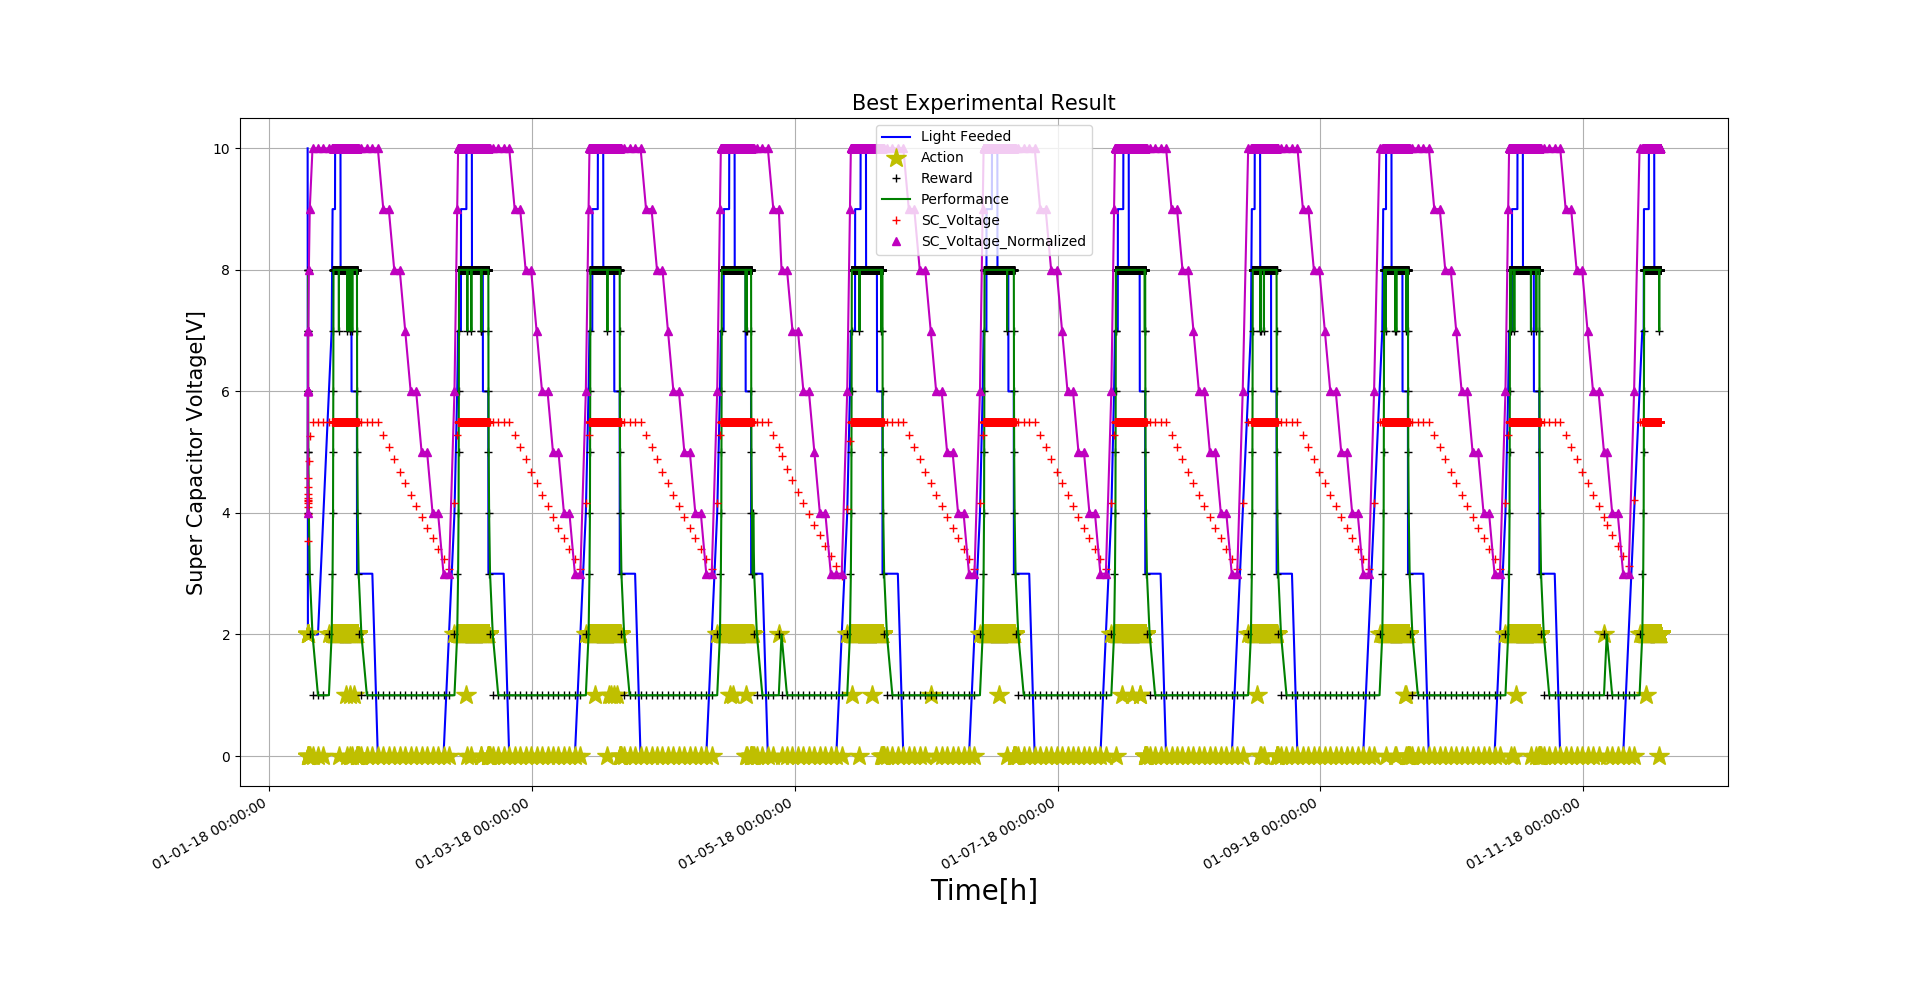 Best Experimental Result
Light Feeded
Action
Reward
Performance
SC_Voltage
SC_Voltage_Normalized
Super Capacitor Voltage[V]
10
8
6
4
2
0
01-01-18 00:00:00
01-03-18 00:00:00
01-05-18 00:00:00
01-07-18 00:00:00
01-09-18 00:00:00
01-11-18 00:00:00
Time[h]